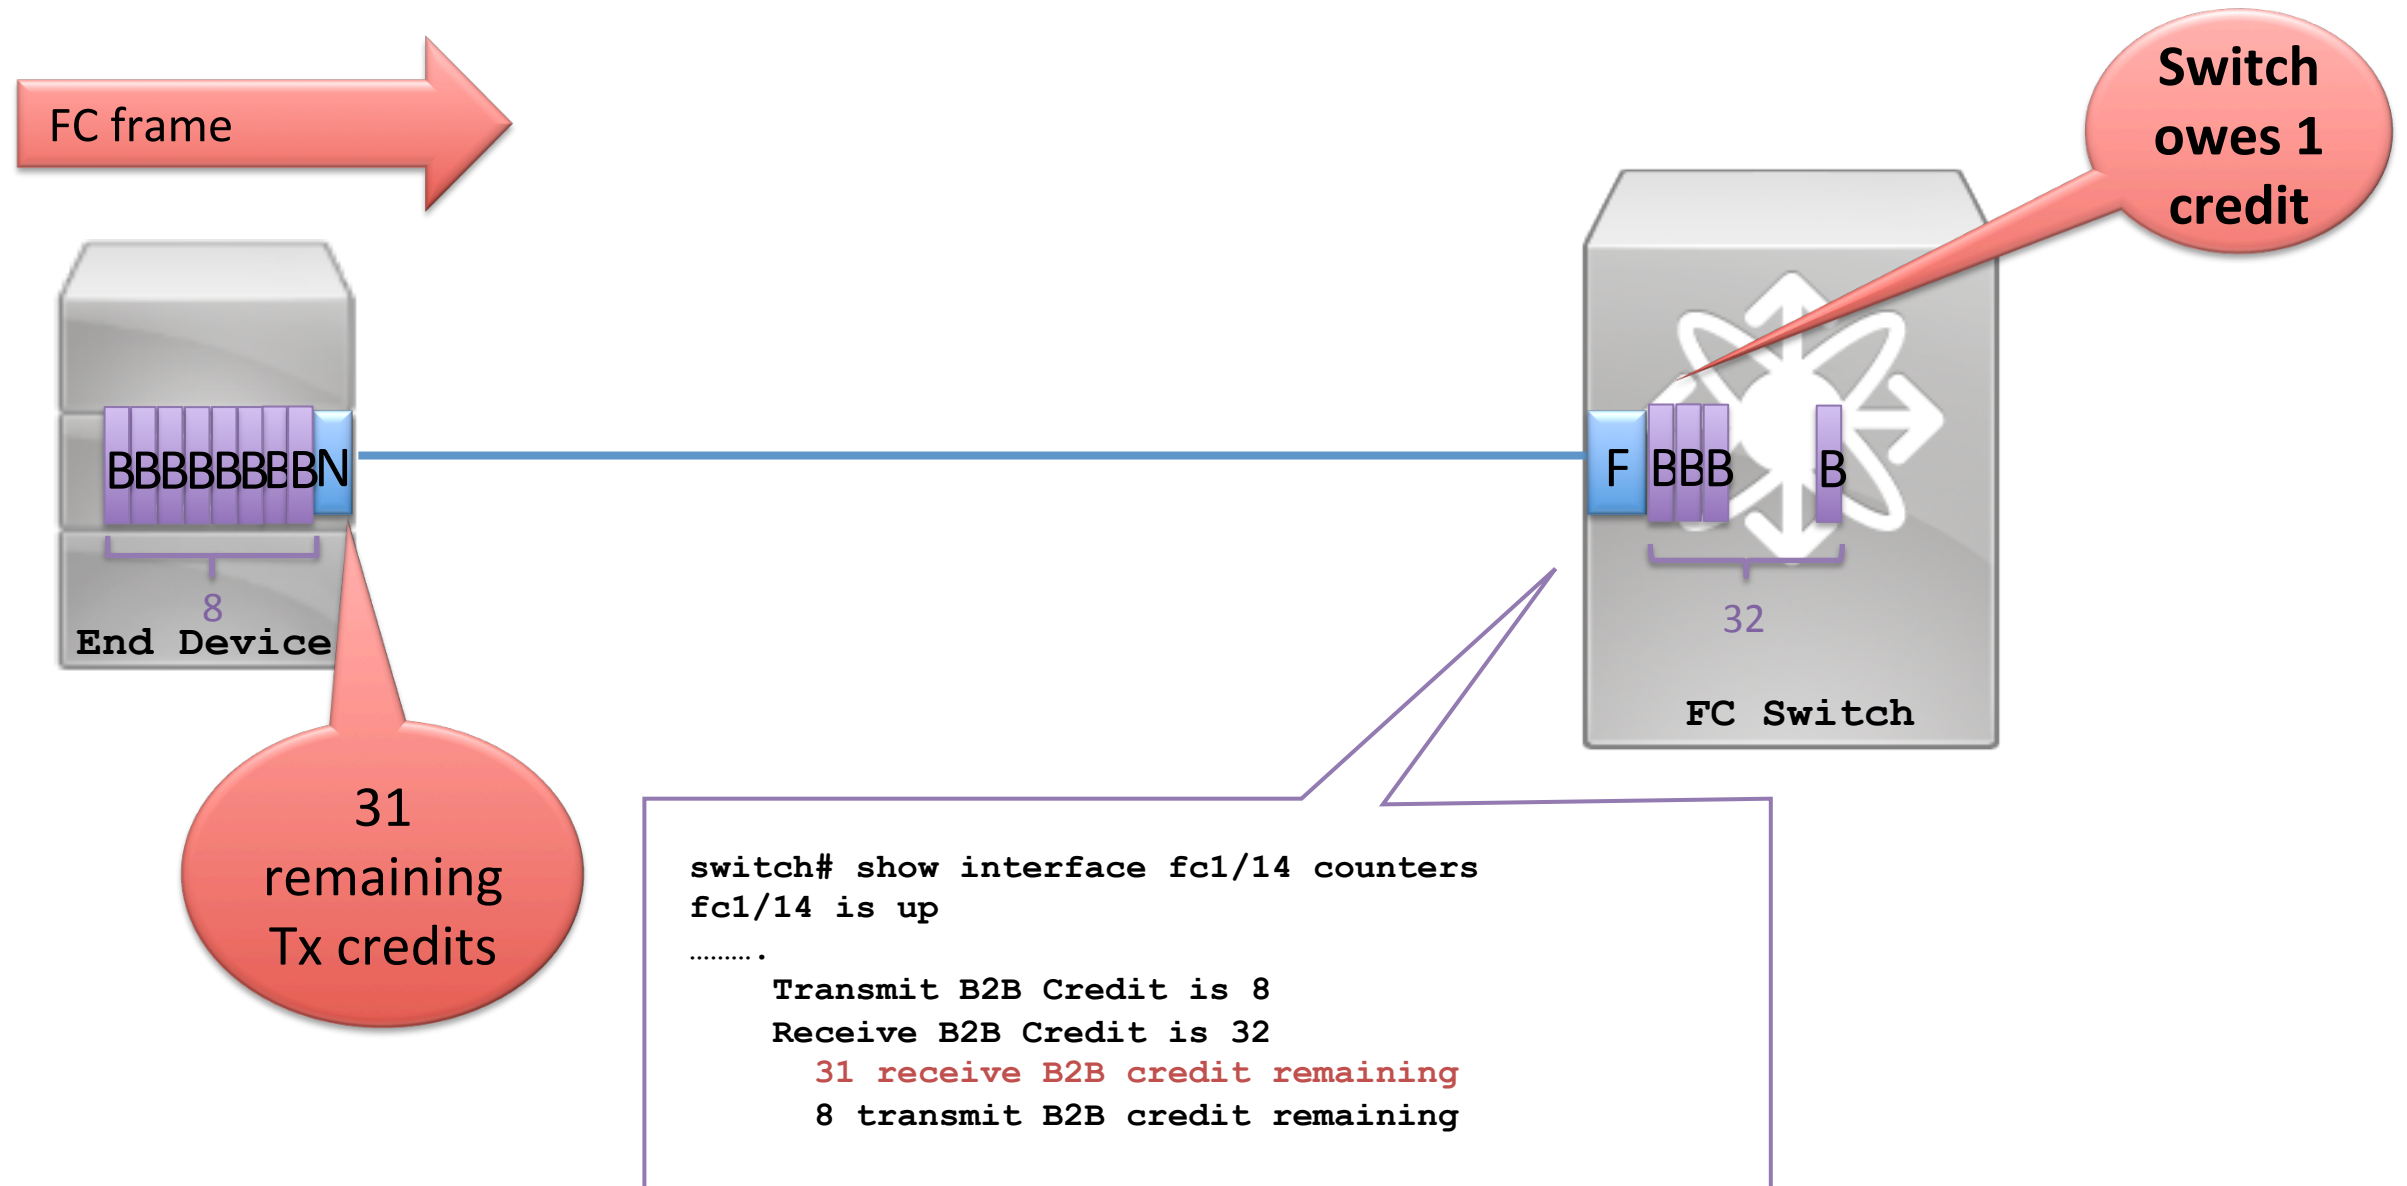 FC frame
Switch
owes 1
credit
BBBBBBBBN
8
End Device
F BBB B
32
FC Switch
31
remaining
Tx credits
switch# show interface fc1/14 counters
fc1/14 is up
……….
Transmit B2B Credit is 8
Receive B2B Credit is 32
31 receive B2B credit remaining
8 transmit B2B credit remaining